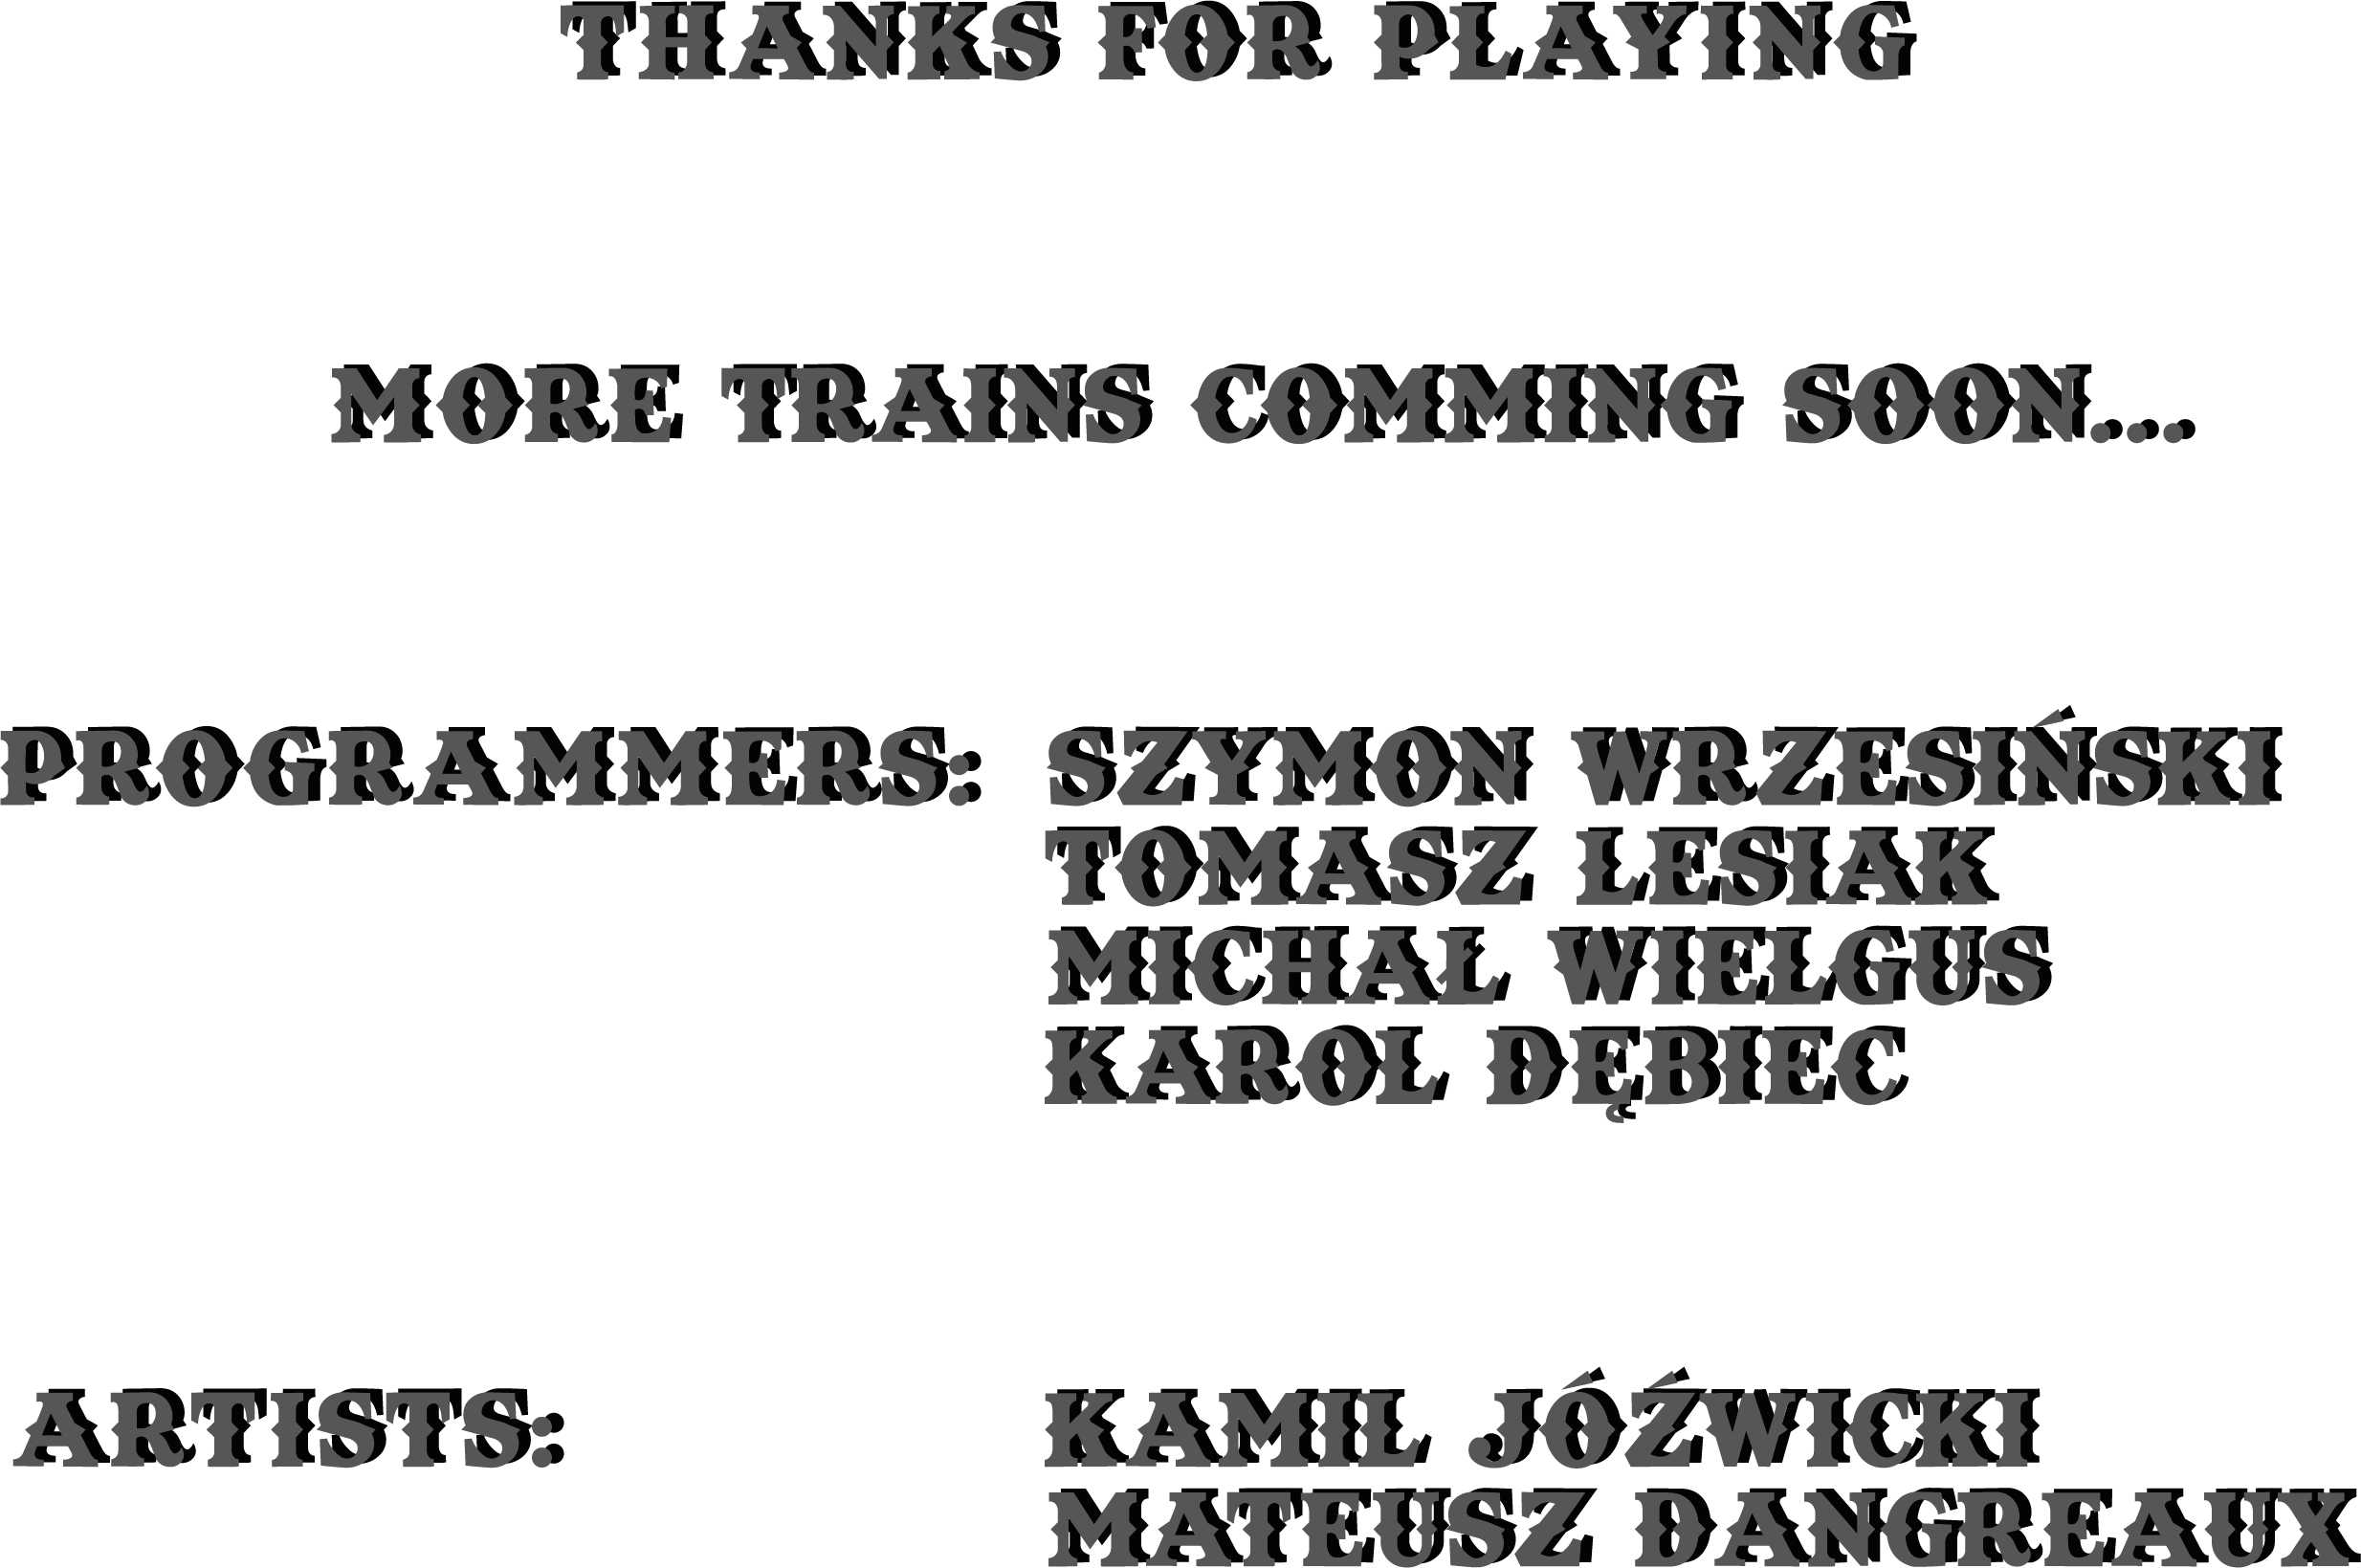 THANKS FOR PLAYING
MORE TRAINS COMMING SOON...
PROGRAMMERS: SZYMON WRZESIŃSKI
TOMASZ LESIAK
MICHAŁ WIELGUS
KAROL DĘBIEC
ARTISTS: KAMIL JÓŹWICKI
MATEUSZ DANGREAUX